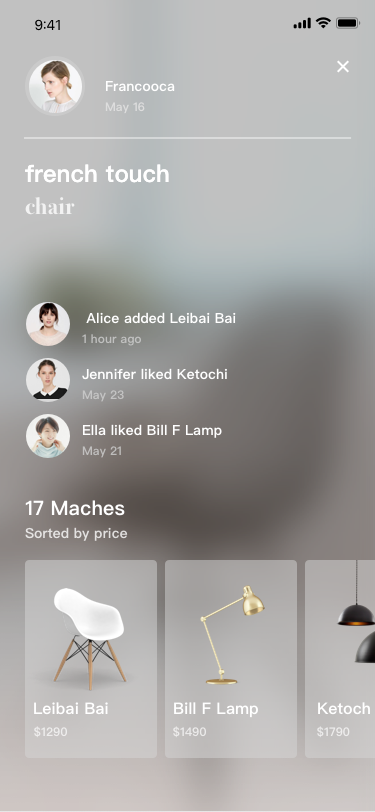 9:41
Francooca
May 16
french touch
chair
Alice added Leibai Bai
1 hour ago
Jennifer liked Ketochi
May 23
Ella liked Bill F Lamp
May 21
17 Maches
Sorted by price
Leibai Bai
$1290
Bill F Lamp
$1490
Ketoch
$1790